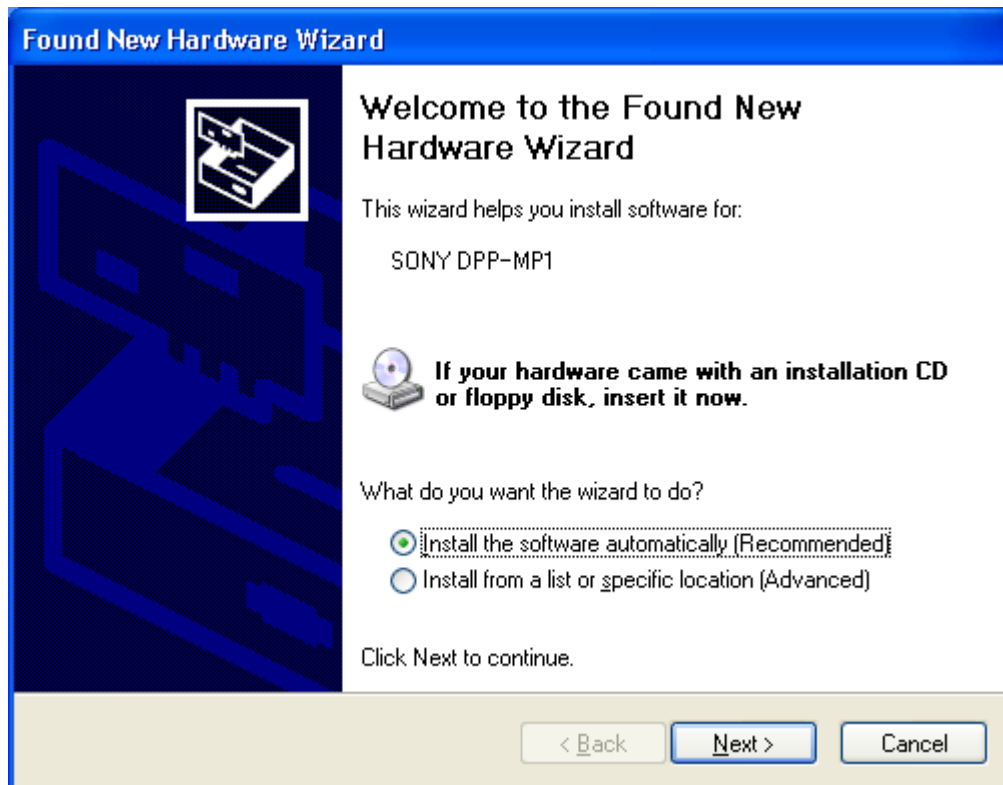 Found New Hardware Wizard
Welcome to the Found New
Hardware Wizard
This wizard helps you install software for:
SONY DPP-MP1
If your hardware came with an installation CD
or floppy disk, insert it now.
What do you want the wizard to do?
Install the software automatically (Recommended)
Install from a list or specific location (Advanced)
Click Next to continue.
< Back Next > Cancel